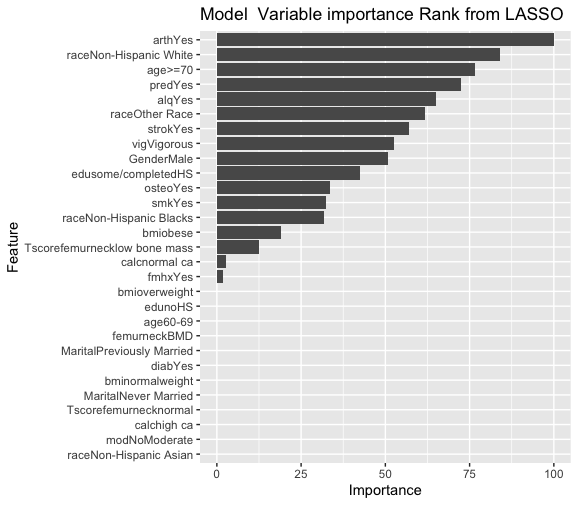 Model  Variable importance Rank from LASSO
Feature
arthYes
raceNon-Hispanic White
age>=70
predYes
alqYes
raceOther Race
strokYes
vigVigorous
GenderMale
edusome/completedHS
osteoYes
smkYes
raceNon-Hispanic Blacks
bmiobese
Tscorefemurnecklow bone mass
calcnormal ca
fmhxYes
bmioverweight
edunoHS
age60-69
femurneckBMD
MaritalPreviously Married
diabYes
bminormalweight
MaritalNever Married
Tscorefemurnecknormal
calchigh ca
modNoModerate
raceNon-Hispanic Asian
0 25 50 75 100
Importance